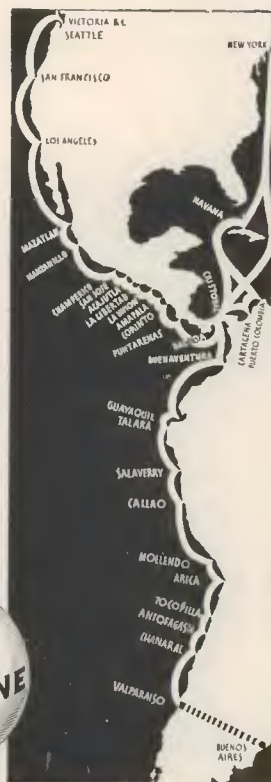 VICTORIA B.C.
SEATTLE
NEW YORK
SAN FRANCISCO
LOS ANGELES
HAVANA
MAZATLAN
MANZANILLO
CHAMPERICO
SAN JOSE
ACAJUTLA
LA LIBERTAD
LA UNION
AMAPALA
CORINTO
PUNTARENAS
CRISTOBAL
BALBOA
CARTAGENA
PUERTO COLOMBIA
BUENAVENTURA
GUAYAQUIL
TALARA
SALAVERRY
CALLAO
MOLLENDO
ARICA
TOCOPILLA
ANTOFAGASTA
CHANARAL
NE
VALPARAISO
BUENOS
AIRES